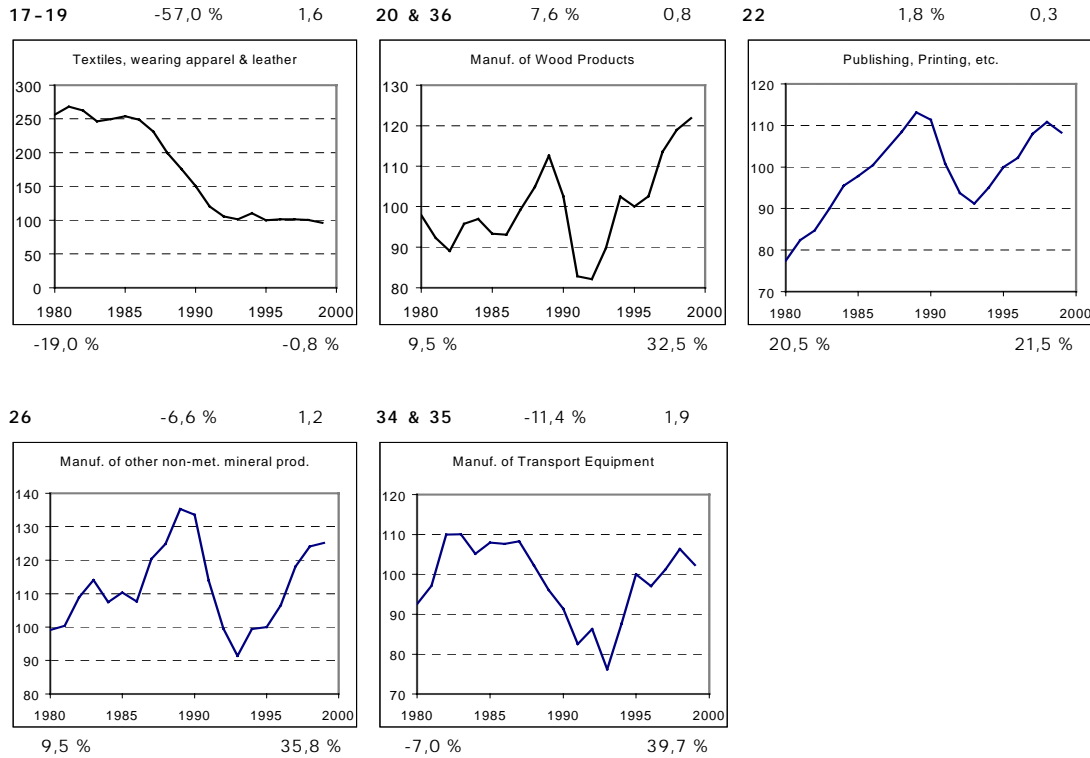 17-19 -57,0 % 1,6
Textiles, wearing apparel & leather
300
250
200
150
100
50
0
1980 1985 1990 1995 2000
-19,0 % -0,8 %
20 & 36 7,6 % 0,8
Manuf. of Wood Products
130
120
110
100
90
80
1980 1985 1990 1995 2000
9,5 % 32,5 %
22 1,8 % 0,3
Publishing, Printing, etc.
120
110
100
90
80
70
1980 1985 1990 1995 2000
20,5 % 21,5 %
26 -6,6 % 1,2
Manuf. of other non-met. mineral prod.
140
130
120
110
100
90
80
1980 1985 1990 1995 2000
9,5 % 35,8 %
34 & 35 -11,4 % 1,9
Manuf. of Transport Equipment
120
110
100
90
80
70
1980 1985 1990 1995 2000
-7,0 % 39,7 %